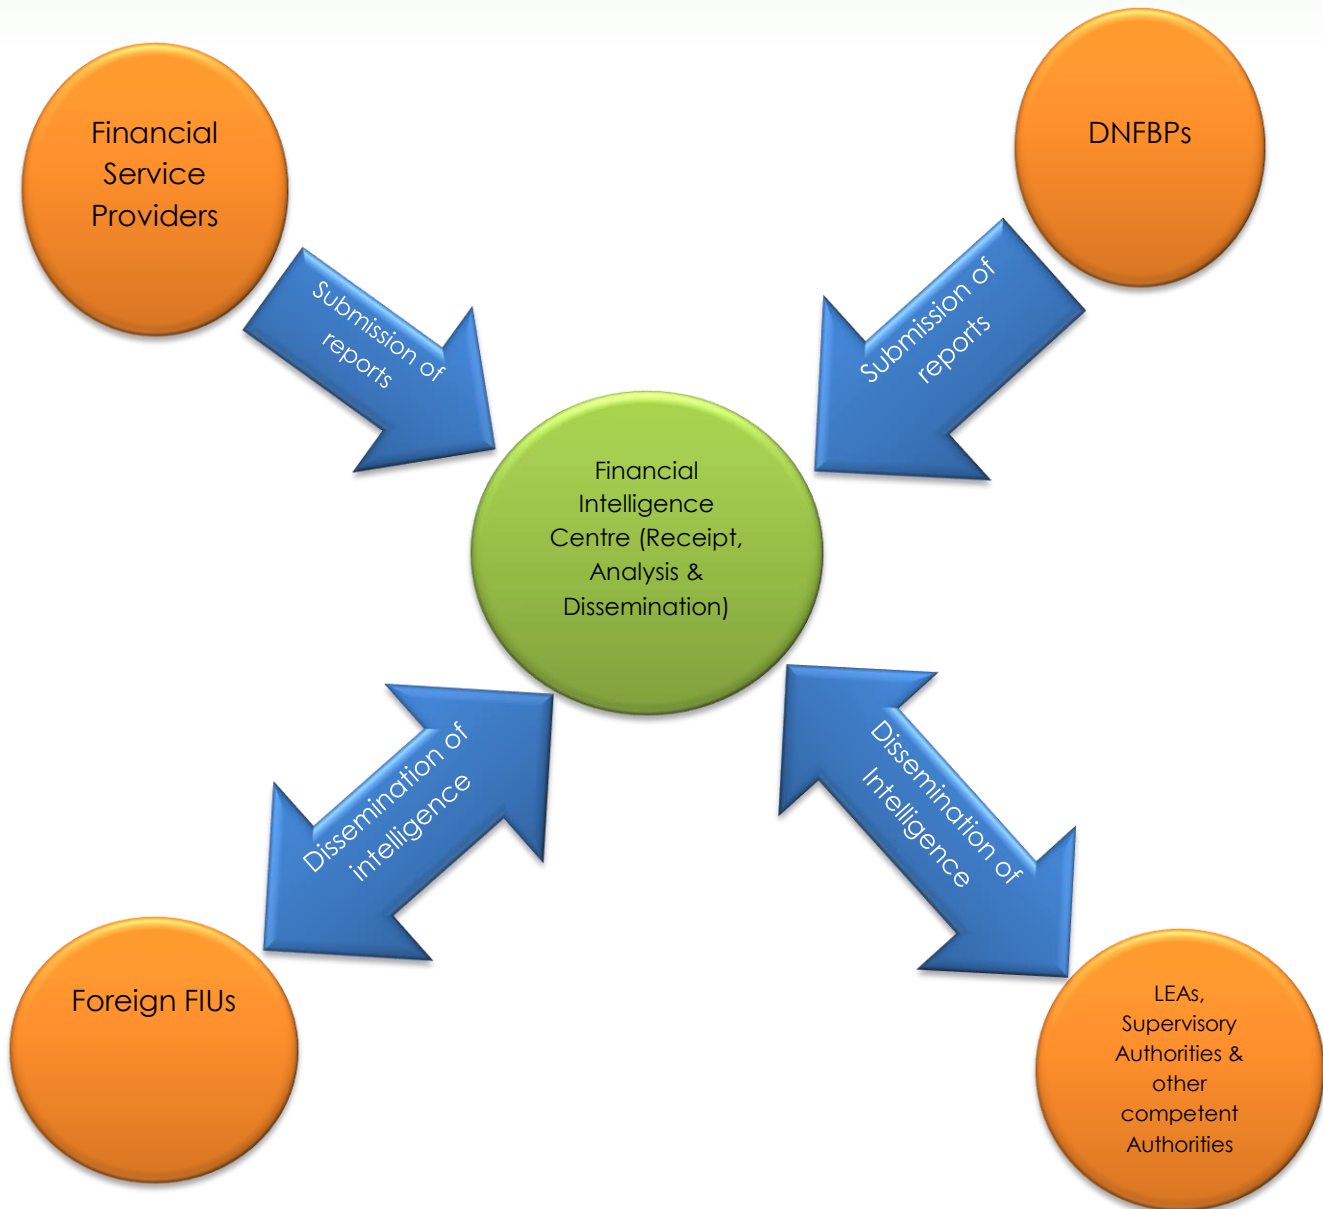 Financial
Service
Providers
DNFBPs
Submission of
reports
Submission of
reports
Financial
Intelligence
Centre (Receipt,
Analysis &
Dissemination)
Dissemination of
intelligence
Dissemination of
Intelligence
Foreign FIUs
LEAs,
Supervisory
Authorities &
other
competent
Authorities